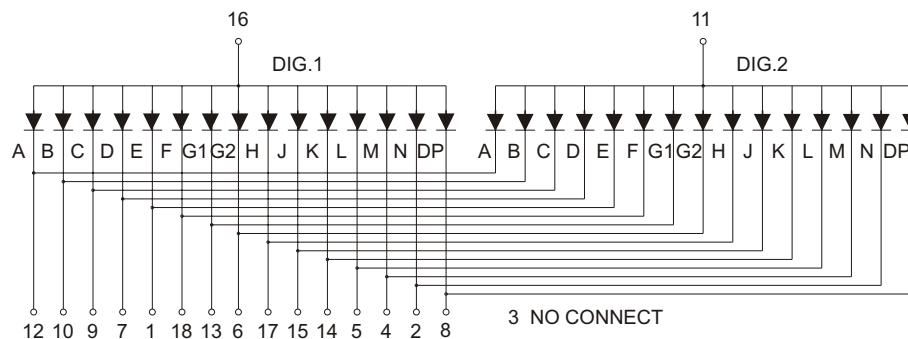 16 11
DIG.1 DIG.2
A B C D E F G1 G2 H J K L M N DP A B C D E F G1 G2 H J K L M N DP
12 10 9 7 1 18 13 6 17 15 14 5 4 2 8 3 NO CONNECT